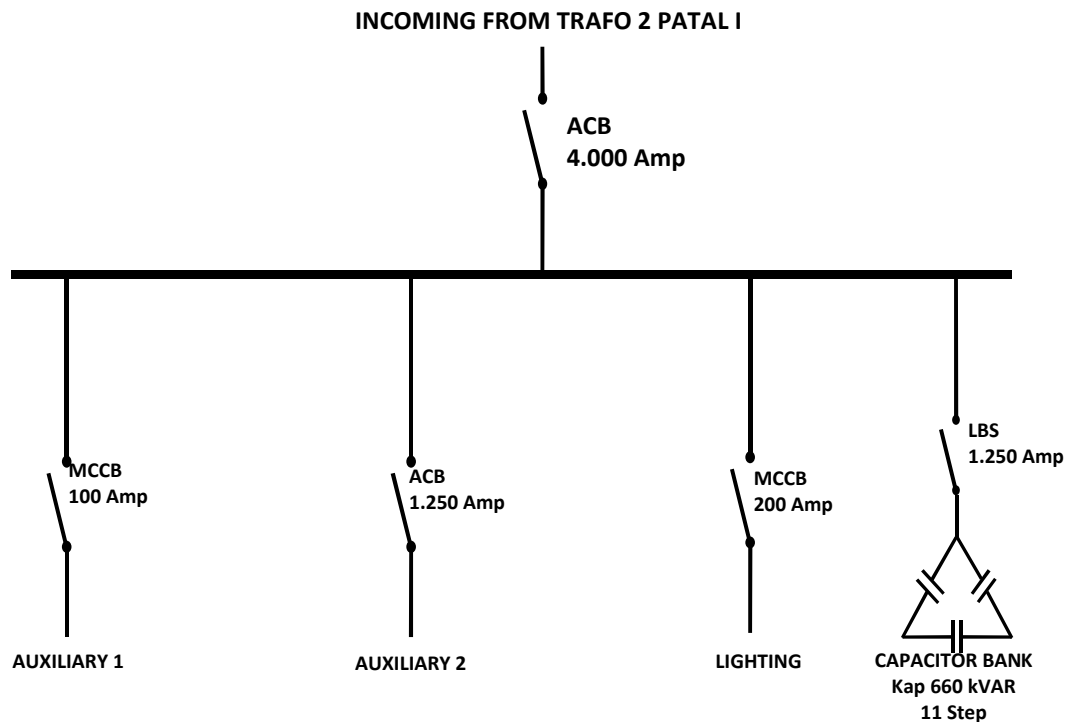 INCOMING FROM TRAFO 2 PATAL I
ACB
4.000 Amp
MCCB
100 Amp
ACB
1.250 Amp
MCCB
200 Amp
LBS
1.250 Amp
AUXILIARY 1
AUXILIARY 2
LIGHTING
CAPACITOR BANK
Kap 660 kVAR
11 Step